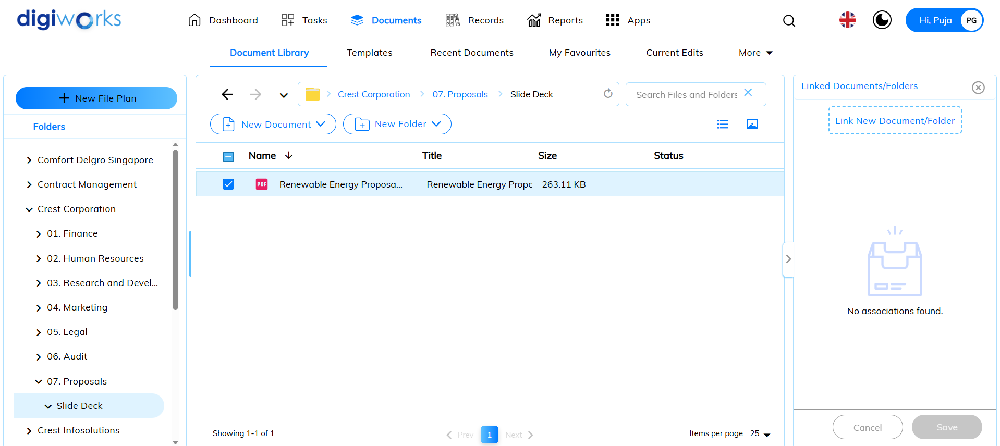 digiworks
Dashboard
Tasks
Documents
Records
Reports
Apps
Hi, Puja
PG
Document Library
Templates
Recent Documents
My Favourites
Current Edits
More
New File Plan
Folders
Comfort Delgro Singapore
Contract Management
Crest Corporation
01. Finance
02. Human Resources
03. Research and Devel...
04. Marketing
05. Legal
06. Audit
07. Proposals
Slide Deck
Crest Infosolutions
Crest Corporation
07. Proposals
Slide Deck
Search Files and Folders
New Document
New Folder
Name
Title
Size
Status
PDF
Renewable Energy Proposa...
Renewable Energy Propo
263.11 KB
Showing 1-1 of 1
Prev
1
Next
Items per page
25
Linked Documents/Folders
Link New Document/Folder
No associations found.
Cancel
Save